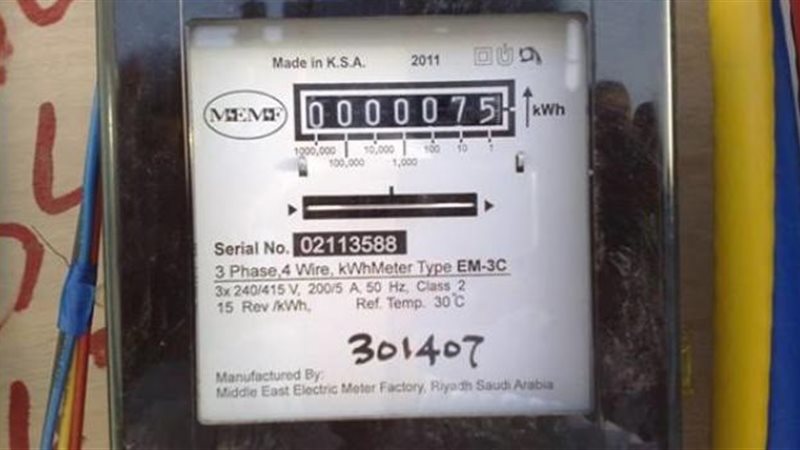 Made in K.S.A. 2011
MEMF
0000075 kWh
1000,000 10,000 100 10 1
100,000 1,000
Serial No. 02113588
3 Phase,4 Wire, kWhMeter Type EM-3C
3x 240/415 V, 200/5 A, 50 Hz, Class 2
15 Rev /kWh, Ref. Temp. 30°C
301407
Manufactured By:
Middle East Electric Meter Factory, Riyadh Saudi Arabia